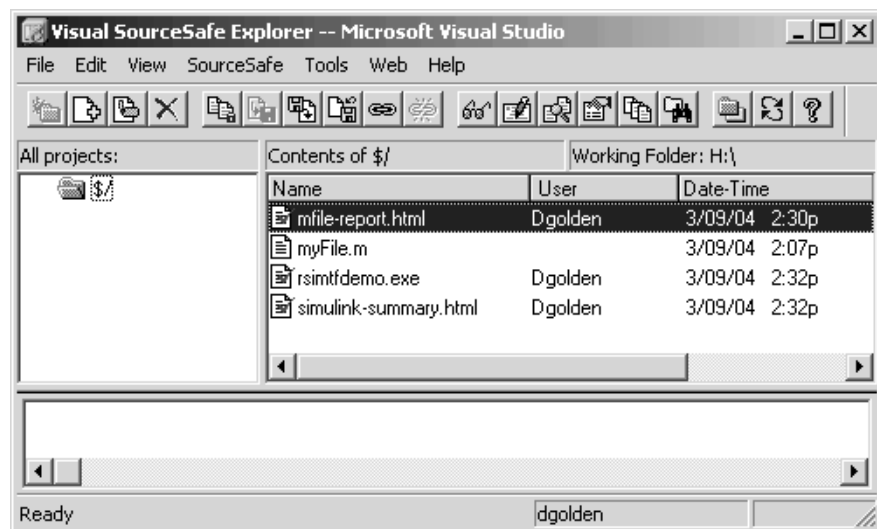 Visual SourceSafe Explorer -- Microsoft Visual Studio
File Edit View SourceSafe Tools Web Help
All projects: Contents of $/ Working Folder: H:\
$/
Name User Date-Time
mfile-report.html Dgolden 3/09/04 2:30p
myFile.m 3/09/04 2:07p
rsimtfdemo.exe Dgolden 3/09/04 2:32p
simulink-summary.html Dgolden 3/09/04 2:32p
Ready dgolden